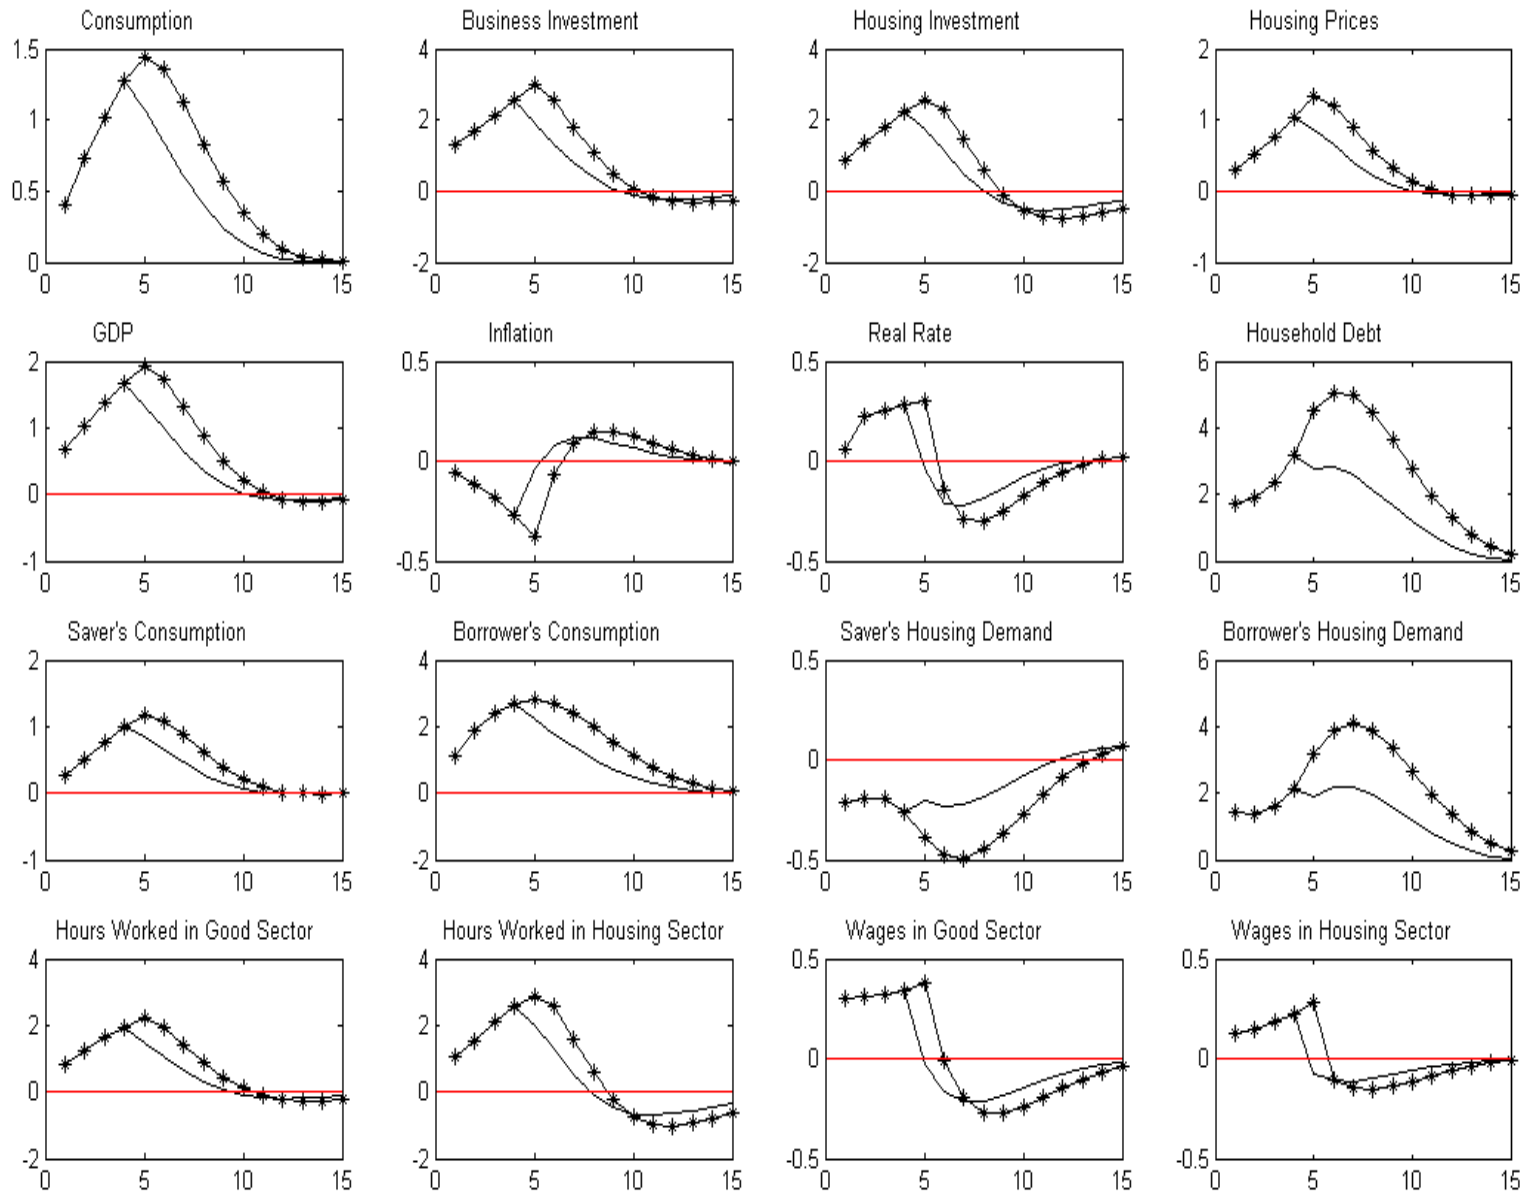 Consumption Business Investment Housing Investment Housing Prices
1.5 4 4 2
1 2 2 1
0.5 0 0 0
0 -2 -2 -1
0 5 10 15 0 5 10 15 0 5 10 15 0 5 10 15
GDP Inflation Real Rate Household Debt
2 0.5 0.5 6
1 4
0 0 0 2
-1 -0.5 -0.5 0
0 5 10 15 0 5 10 15 0 5 10 15 0 5 10 15
Saver's Consumption Borrower's Consumption Saver's Housing Demand Borrower's Housing Demand
2 4 0.5 6
1 2 0 4
0 0 2
-1 -2 -0.5 0
0 5 10 15 0 5 10 15 0 5 10 15 0 5 10 15
Hours Worked in Good Sector Hours Worked in Housing Sector Wages in Good Sector Wages in Housing Sector
4 4 0.5 0.5
2 2 0 0
0 0
-2 -2 -0.5 -0.5
0 5 10 15 0 5 10 15 0 5 10 15 0 5 10 15